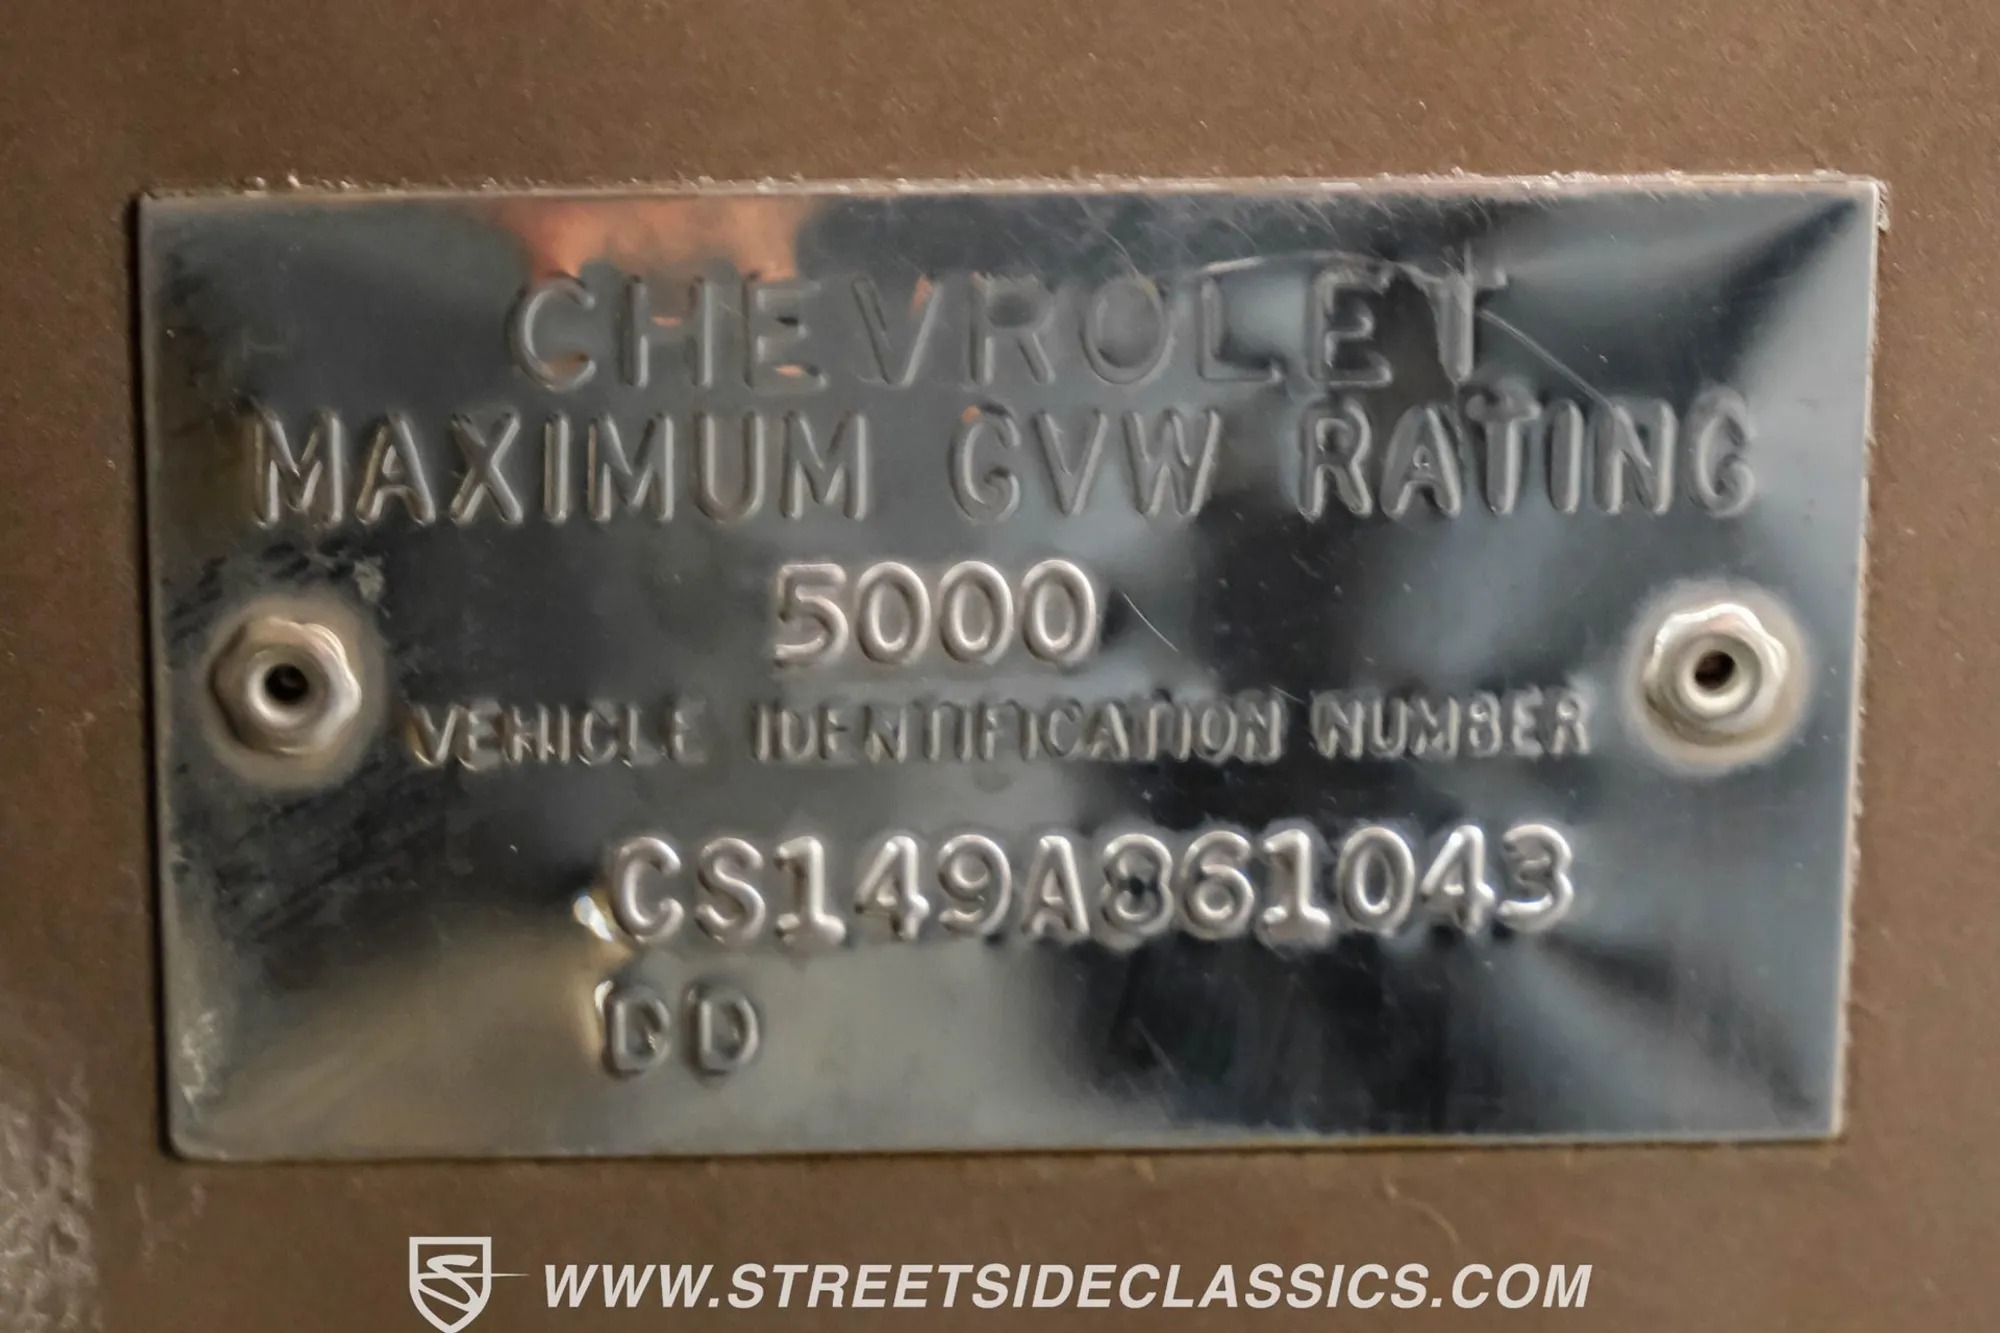 CHEVROLET
MAXIMUM GVW RATING
5000
VEHICLE IDENTIFICATION NUMBER
CS149A861043
DD
WWW.STREETSIDECLASSICS.COM